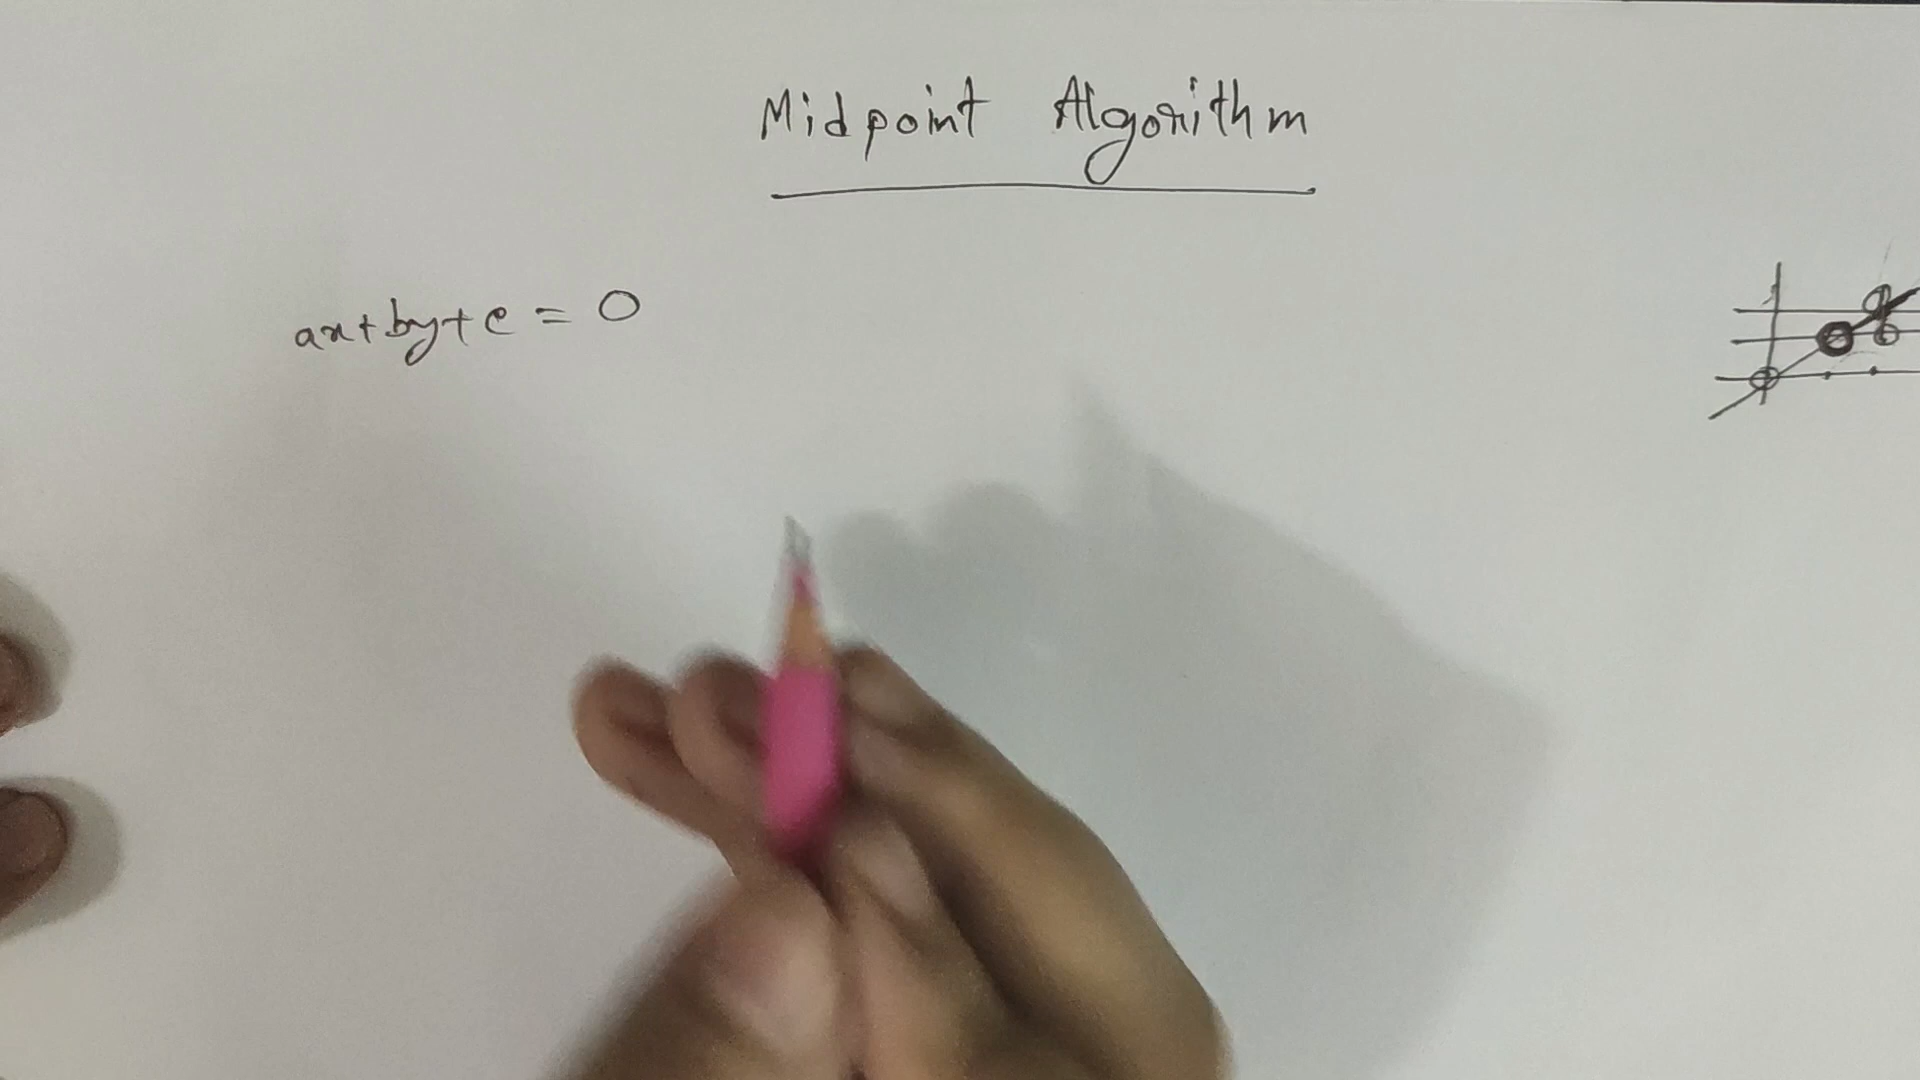 Midpoint Algorithm
ax+by+c = 0